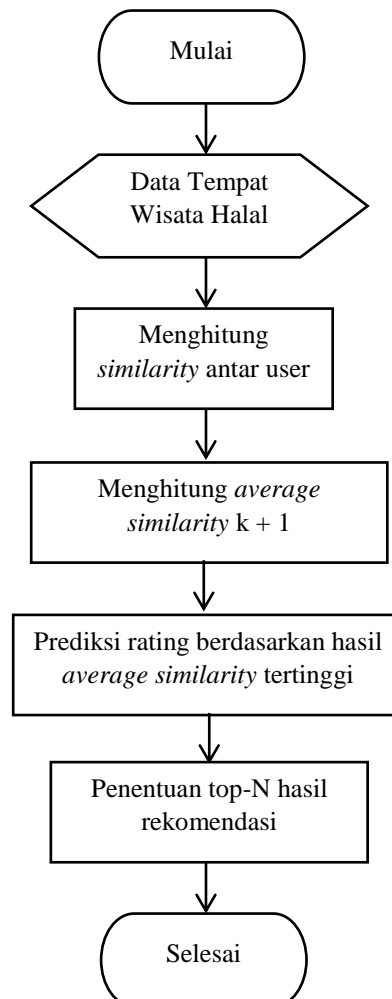 Mulai
Data Tempat
Wisata Halal
Menghitung
similarity antar user
Menghitung average
similarity k + 1
Prediksi rating berdasarkan hasil
average similarity tertinggi
Penentuan top-N hasil
rekomendasi
Selesai